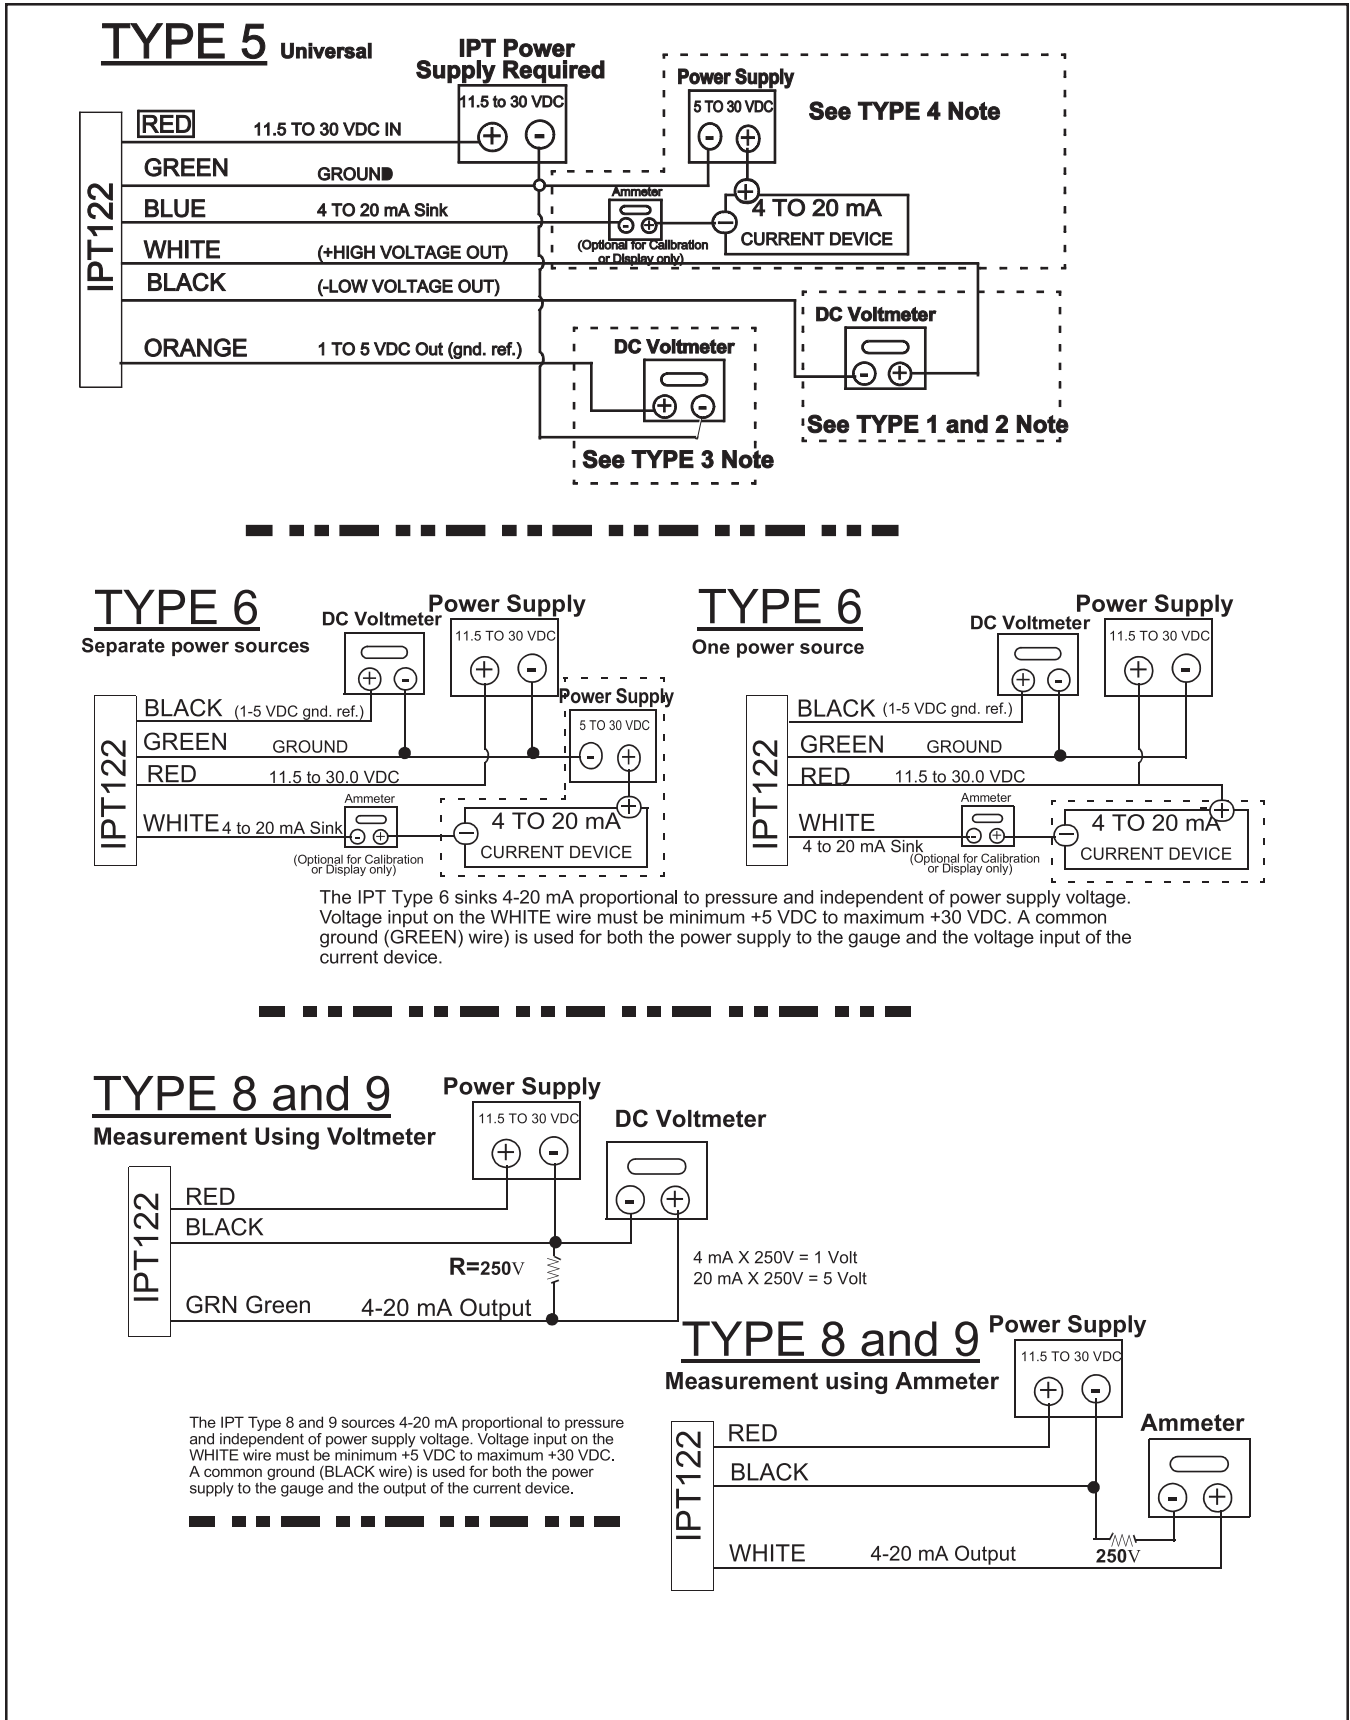 TYPE 5 Universal
IPT Power
Supply Required
11.5 to 30 VDC
+ -
Power Supply
5 TO 30 VDC
- +
See TYPE 4 Note
IPT122
RED 11.5 TO 30 VDC IN
GREEN GROUND
BLUE 4 TO 20 mA Sink
WHITE (+HIGH VOLTAGE OUT)
BLACK (-LOW VOLTAGE OUT)
ORANGE 1 TO 5 VDC Out (gnd. ref.)
Ammeter
- +
(Optional for Calibration
or Display only)
+
-
4 TO 20 mA
CURRENT DEVICE
DC Voltmeter
- +
See TYPE 1 and 2 Note
DC Voltmeter
+ -
See TYPE 3 Note
TYPE 6
Separate power sources
DC Voltmeter
+ -
Power Supply
11.5 TO 30 VDC
+ -
Power Supply
5 TO 30 VDC
- +
IPT122
BLACK (1-5 VDC gnd. ref.)
GREEN GROUND
RED 11.5 to 30.0 VDC
WHITE 4 to 20 mA Sink
Ammeter
- +
(Optional for Calibration
or Display only)
+
-
4 TO 20 mA
CURRENT DEVICE
TYPE 6
One power source
DC Voltmeter
+ -
Power Supply
11.5 TO 30 VDC
+ -
IPT122
BLACK (1-5 VDC gnd. ref.)
GREEN GROUND
RED 11.5 to 30.0 VDC
WHITE
4 to 20 mA Sink
Ammeter
- +
(Optional for Calibration
or Display only)
+
-
4 TO 20 mA
CURRENT DEVICE
The IPT Type 6 sinks 4-20 mA proportional to pressure and independent of power supply voltage.
Voltage input on the WHITE wire must be minimum +5 VDC to maximum +30 VDC. A common
ground (GREEN) wire) is used for both the power supply to the gauge and the voltage input of the
current device.
TYPE 8 and 9
Measurement Using Voltmeter
Power Supply
11.5 TO 30 VDC
+ -
DC Voltmeter
- +
IPT122
RED
BLACK
R=250V
GRN Green 4-20 mA Output
4 mA X 250V = 1 Volt
20 mA X 250V = 5 Volt
TYPE 8 and 9
Measurement using Ammeter
Power Supply
11.5 TO 30 VDC
+ -
Ammeter
- +
IPT122
RED
BLACK
250V
WHITE 4-20 mA Output
The IPT Type 8 and 9 sources 4-20 mA proportional to pressure
and independent of power supply voltage. Voltage input on the
WHITE wire must be minimum +5 VDC to maximum +30 VDC.
A common ground (BLACK wire) is used for both the power
supply to the gauge and the output of the current device.